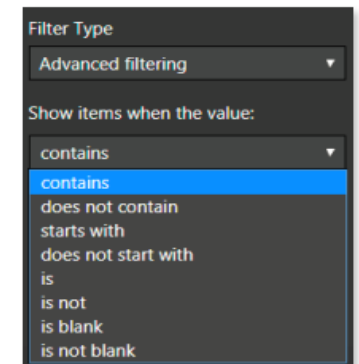 Filter Type
Advanced filtering
Show items when the value:
contains
contains
does not contain
starts with
does not start with
is
is not
is blank
is not blank